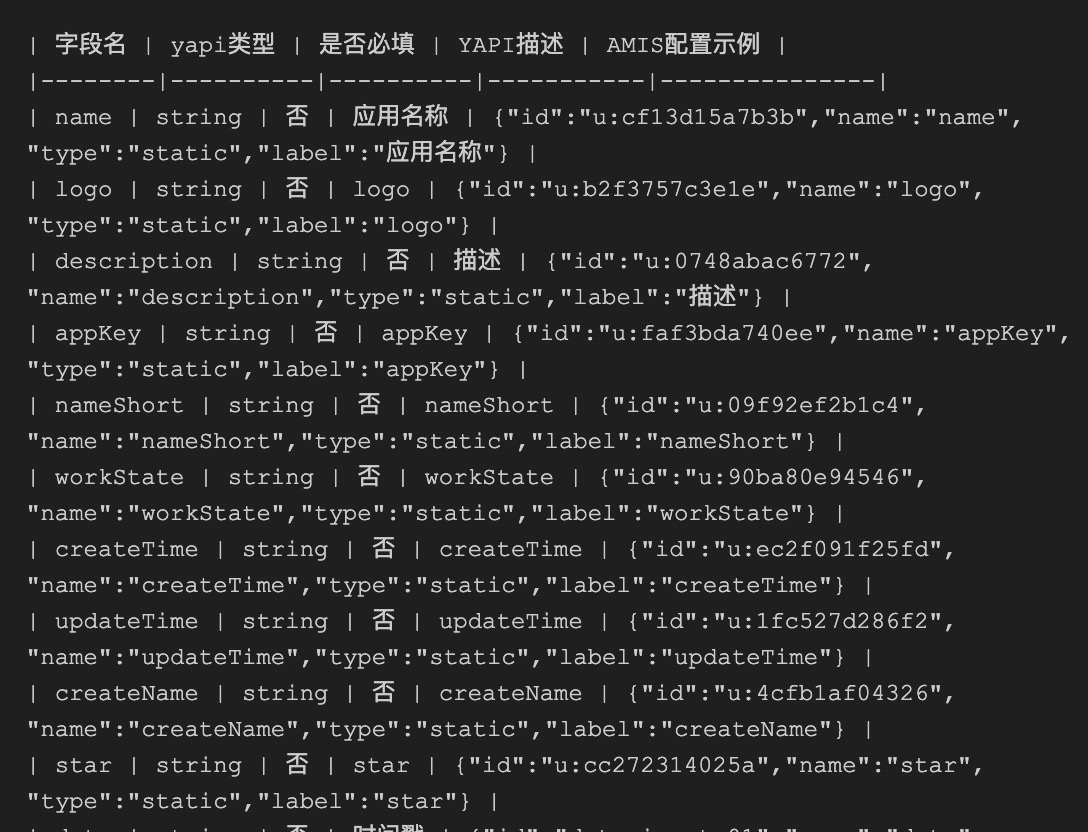 | 字段名 | yapi类型 | 是否必填 | YAPI描述 | AMIS配置示例 |
|--------|----------|----------|-----------|---------------|
| name | string | 否 | 应用名称 | {"id":"u:cf13d15a7b3b","name":"name",
"type":"static","label":"应用名称"} |
| logo | string | 否 | logo | {"id":"u:b2f3757c3e1e","name":"logo",
"type":"static","label":"logo"} |
| description | string | 否 | 描述 | {"id":"u:0748abac6772",
"name":"description","type":"static","label":"描述"} |
| appKey | string | 否 | appKey | {"id":"u:faf3bda740ee","name":"appKey",
"type":"static","label":"appKey"} |
| nameShort | string | 否 | nameShort | {"id":"u:09f92ef2b1c4",
"name":"nameShort","type":"static","label":"nameShort"} |
| workState | string | 否 | workState | {"id":"u:90ba80e94546",
"name":"workState","type":"static","label":"workState"} |
| createTime | string | 否 | createTime | {"id":"u:ec2f091f25fd",
"name":"createTime","type":"static","label":"createTime"} |
| updateTime | string | 否 | updateTime | {"id":"u:1fc527d286f2",
"name":"updateTime","type":"static","label":"updateTime"} |
| createName | string | 否 | createName | {"id":"u:4cfb1af04326",
"name":"createName","type":"static","label":"createName"} |
| star | string | 否 | star | {"id":"u:cc272314025a","name":"star",
"type":"static","label":"star"} |